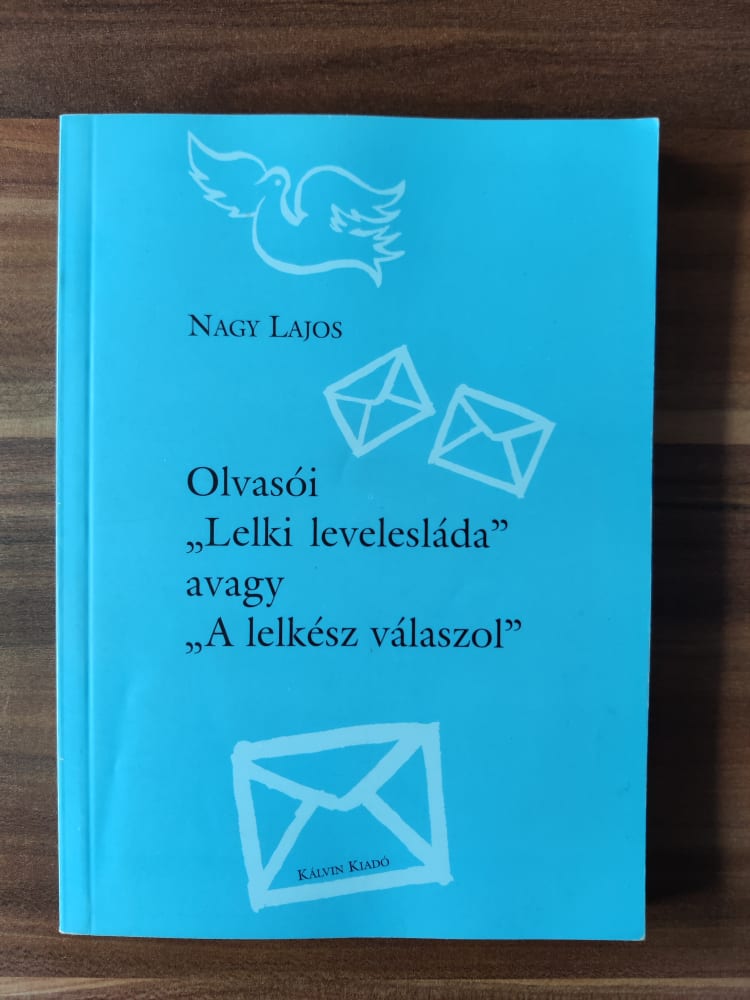 Nagy Lajos
Olvasói
„Lelki levelesláda”
avagy
„A lelkész válaszol”
Kálvin Kiadó